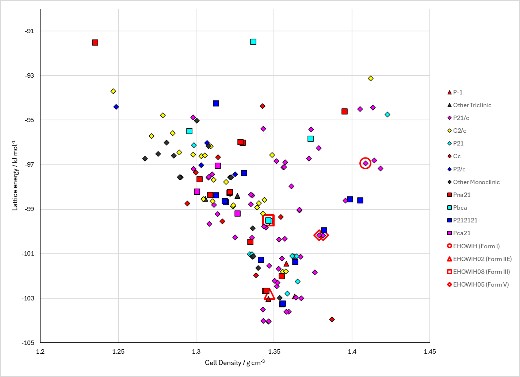 -91
-93
-95
-97
-99
-101
-103
-105
Lattice energy / kJ mol⁻¹
1.2
1.25
1.3
1.35
1.4
1.45
Cell Density / g cm⁻³
P-1
Other Triclinic
P21/c
C2/c
P21
Cc
P2/c
Other Monoclinic
Pna21
Pbca
P212121
Pca21
EHOWIH (Form I)
EHOWIH02 (Form IIε)
EHOWIH03 (Form III)
EHOWIH05 (Form V)